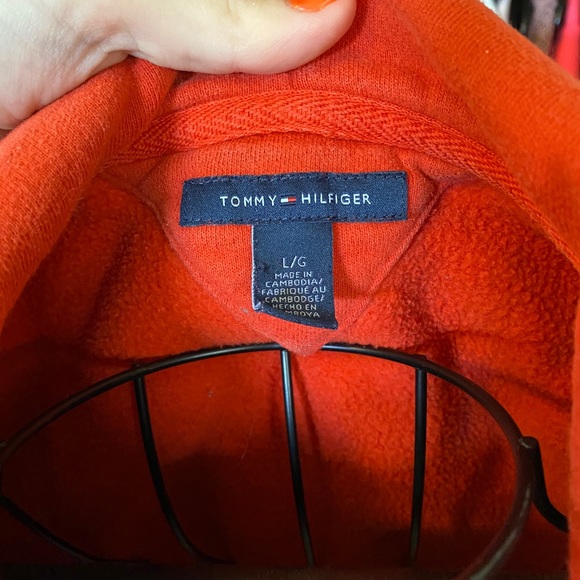 TOMMY HILFIGER
L/G
MADE IN
CAMBODIA/
FABRIQUÉ AU
CAMBODGE/
HECHO EN